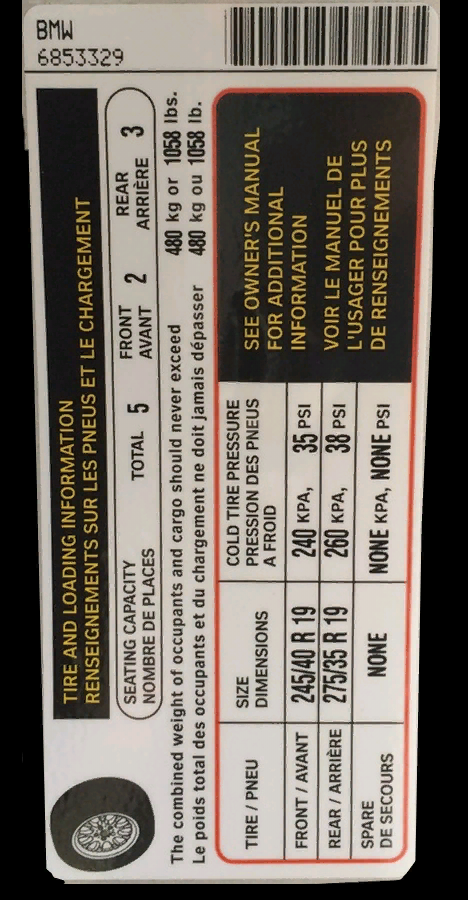 BMW
6853329
TIRE AND LOADING INFORMATION
RENSEIGNEMENTS SUR LES PNEUS ET LE CHARGEMENT
SEATING CAPACITY TOTAL 5 FRONT 2 REAR 3
NOMBRE DE PLACES AVANT ARRIÈRE
The combined weight of occupants and cargo should never exceed 480 kg or 1058 lbs.
Le poids total des occupants et du chargement ne doit jamais dépasser 480 kg ou 1058 lb.
TIRE / PNEU
SIZE
DIMENSIONS
COLD TIRE PRESSURE
PRESSION DES PNEUS
A FROID
FRONT / AVANT 245/40 R 19 240 KPA, 35 PSI
REAR / ARRIÈRE 275/35 R 19 260 KPA, 38 PSI
SPARE
DE SECOURS NONE NONE KPA, NONE PSI
SEE OWNER'S MANUAL
FOR ADDITIONAL
INFORMATION
VOIR LE MANUEL DE
L'USAGER POUR PLUS
DE RENSEIGNEMENTS